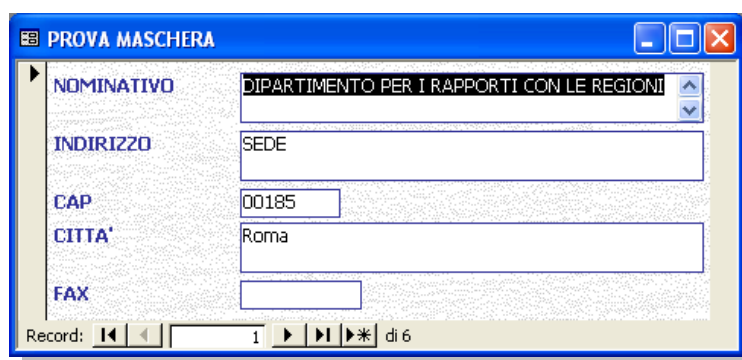 PROVA MASCHERA
NOMINATIVO DIPARTIMENTO PER I RAPPORTI CON LE REGIONI
INDIRIZZO SEDE
CAP 00185
CITTA' Roma
FAX
Record: 1 di 6